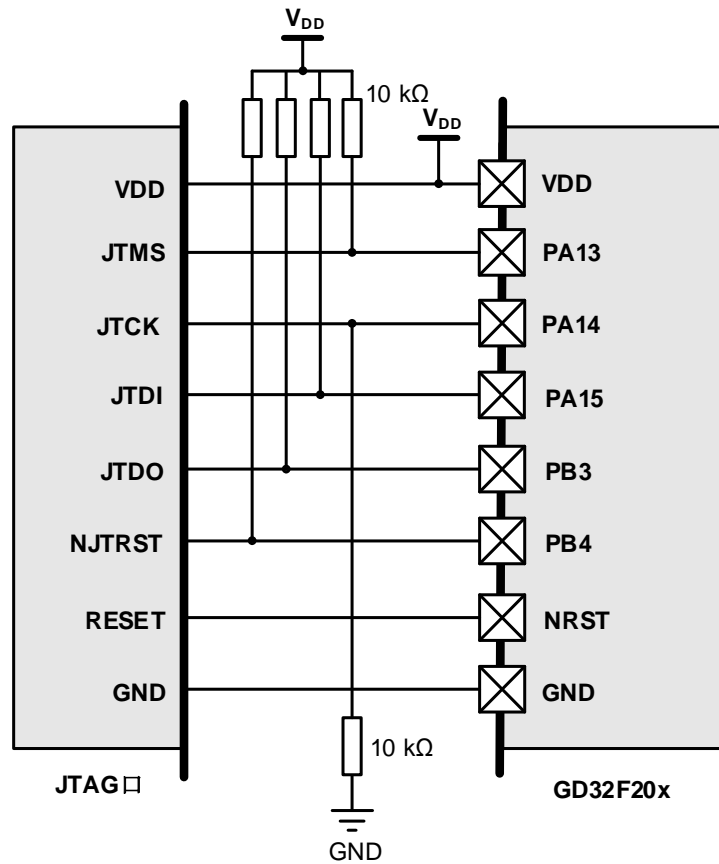 VDD
10 kΩ
VDD
VDD
VDD
JTMS
PA13
JTCK
PA14
JTDI
PA15
JTDO
PB3
NJTRST
PB4
RESET
NRST
GND
GND
10 kΩ
JTAG口
GD32F20x
GND